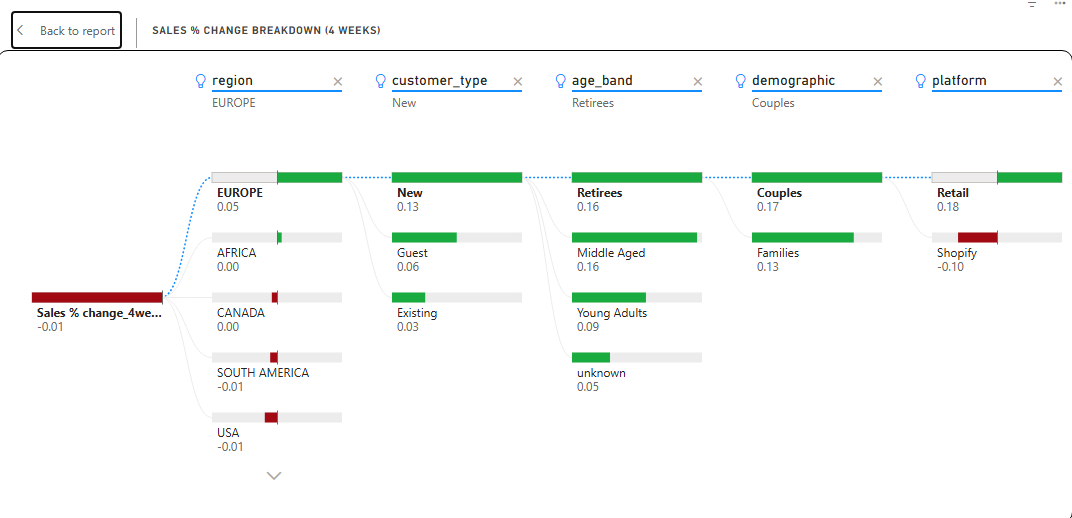 Back to report
SALES % CHANGE BREAKDOWN (4 WEEKS)
region
EUROPE
customer_type
New
age_band
Retirees
demographic
Couples
platform
Sales % change_4we...
-0.01
EUROPE
0.05
AFRICA
0.00
CANADA
0.00
SOUTH AMERICA
-0.01
USA
-0.01
New
0.13
Guest
0.06
Existing
0.03
Retirees
0.16
Middle Aged
0.16
Young Adults
0.09
unknown
0.05
Couples
0.17
Families
0.13
Retail
0.18
Shopify
-0.10